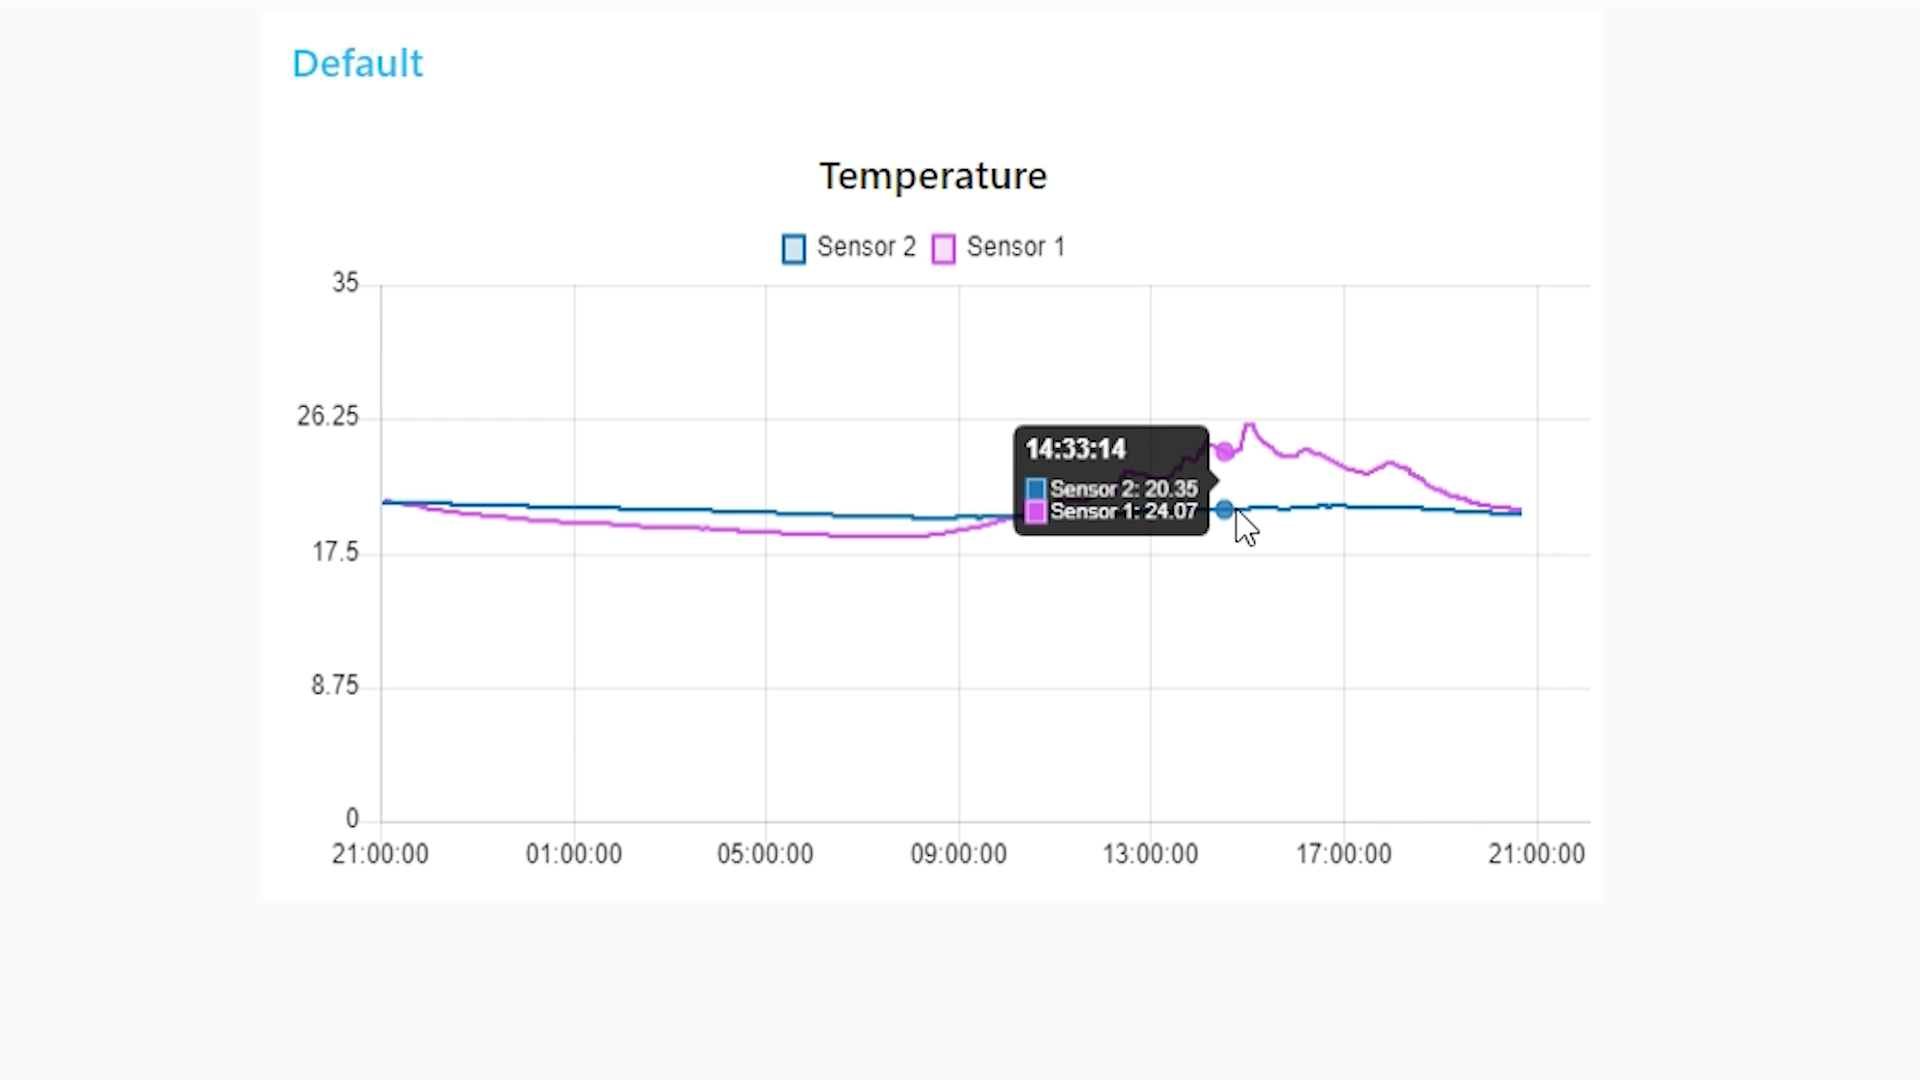 Default
Temperature
Sensor 2 Sensor 1
35
26.25
14:33:14
Sensor 2: 20.35
Sensor 1: 24.07
17.5
8.75
0
21:00:00 01:00:00 05:00:00 09:00:00 13:00:00 17:00:00 21:00:00